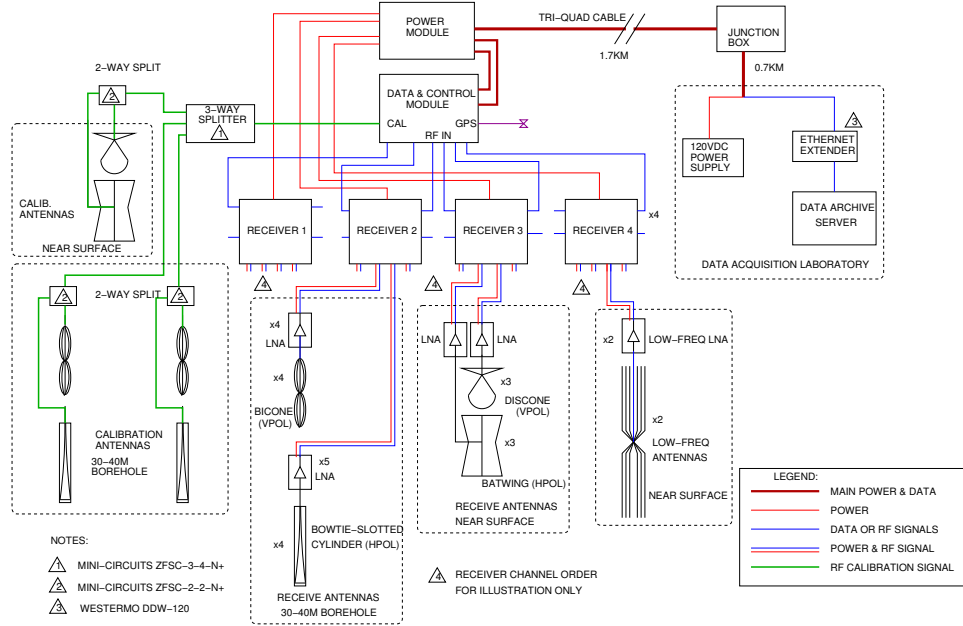 POWER
MODULE
TRI-QUAD CABLE
1.7KM
JUNCTION
BOX
0.7KM
2-WAY SPLIT
2
3-WAY
SPLITTER
1
DATA & CONTROL
MODULE
CAL
GPS
RF IN
3
120VDC
POWER
SUPPLY
ETHERNET
EXTENDER
DATA ARCHIVE
SERVER
DATA ACQUISITION LABORATORY
CALIB.
ANTENNAS
NEAR SURFACE
RECEIVER 1
RECEIVER 2
RECEIVER 3
RECEIVER 4
x4
4
4
4
2-WAY SPLIT
2
2
CALIBRATION
ANTENNAS
30-40M
BOREHOLE
x4
LNA
x4
BICONE
(VPOL)
x5
LNA
x4
BOWTIE-SLOTTED
CYLINDER (HPOL)
RECEIVE ANTENNAS
30-40M BOREHOLE
LNA
LNA
x3
DISCONE
(VPOL)
x3
BATWING (HPOL)
RECEIVE ANTENNAS
NEAR SURFACE
x2
LOW-FREQ LNA
x2
LOW-FREQ
ANTENNAS
NEAR SURFACE
LEGEND:
MAIN POWER & DATA
POWER
DATA OR RF SIGNALS
POWER & RF SIGNAL
RF CALIBRATION SIGNAL
NOTES:
1 MINI-CIRCUITS ZFSC-3-4-N+
2 MINI-CIRCUITS ZFSC-2-2-N+
3 WESTERMO DDW-120
4 RECEIVER CHANNEL ORDER
FOR ILLUSTRATION ONLY